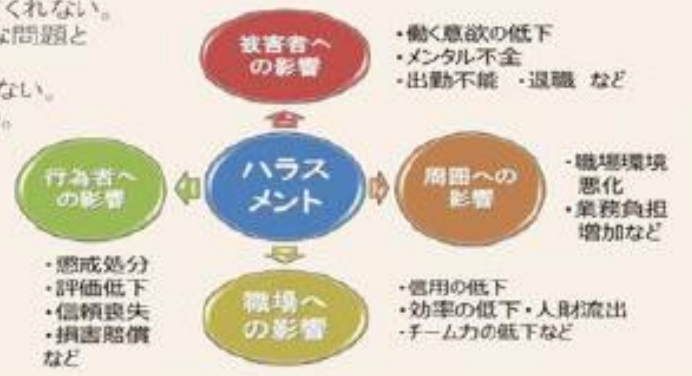 くれない。
な問題と
ない。
。
被害者へ
の影響
・働く意欲の低下
・メンタル不全
・出勤不能 ・退職 など
行為者へ
の影響
ハラス
メント
周囲への
影響
・職場環境
悪化
・業務負担
増加など
・懲戒処分
・評価低下
・信頼喪失
・損害賠償
など
職場へ
の影響
・信用の低下
・効率の低下・人財流出
・チーム力の低下など